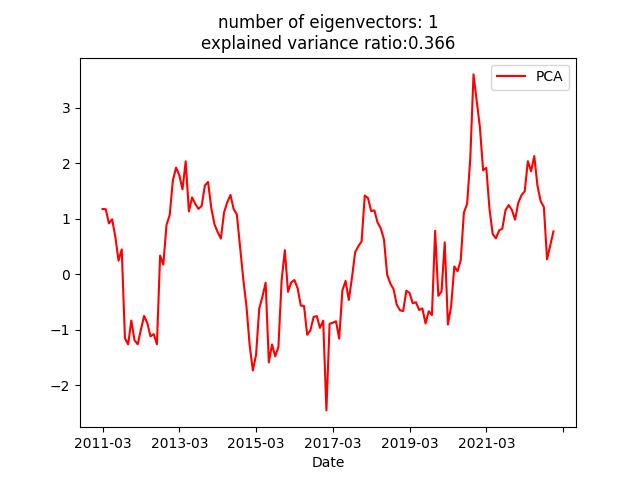 number of eigenvectors: 1
explained variance ratio:0.366
PCA
3
2
1
0
−1
−2
2011-03 2013-03 2015-03 2017-03 2019-03 2021-03
Date